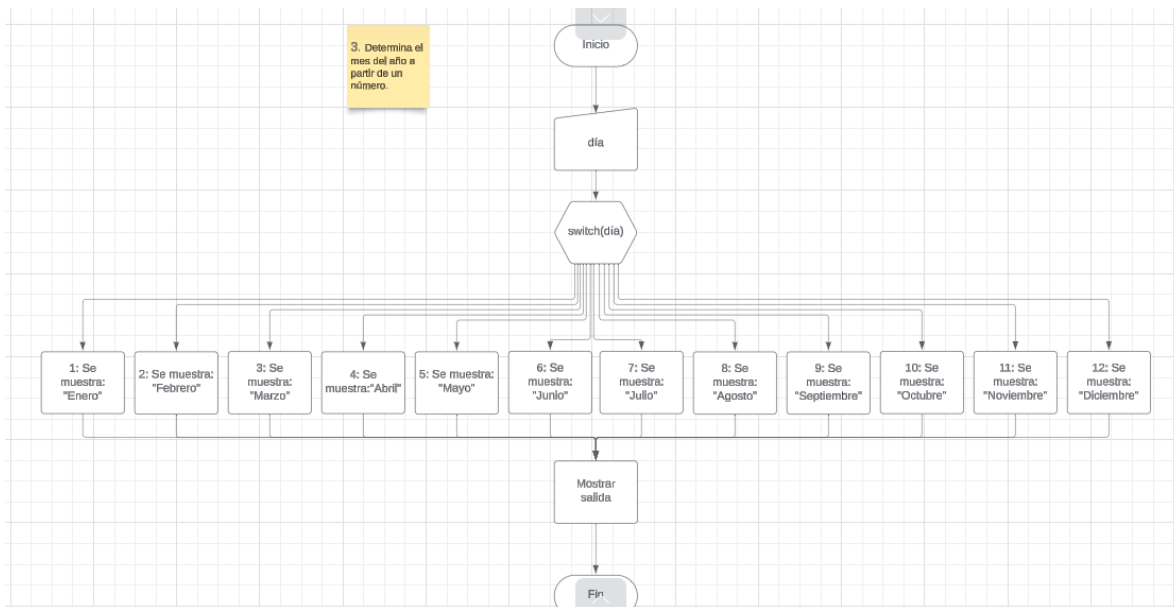 3. Determina el
mes del año a
partir de un
número.
Inicio
día
switch(día)
1: Se
muestra:
"Enero"
2: Se muestra:
"Febrero"
3: Se
muestra:
"Marzo"
4: Se
muestra:"Abril"
5: Se muestra:
"Mayo"
6: Se
muestra:
"Junio"
7: Se
muestra:
"Julio"
8: Se
muestra:
"Agosto"
9: Se
muestra:
"Septiembre"
10: Se
muestra:
"Octubre"
11: Se
muestra:
"Noviembre"
12: Se
muestra:
"Diciembre"
Mostrar
salida
Fin